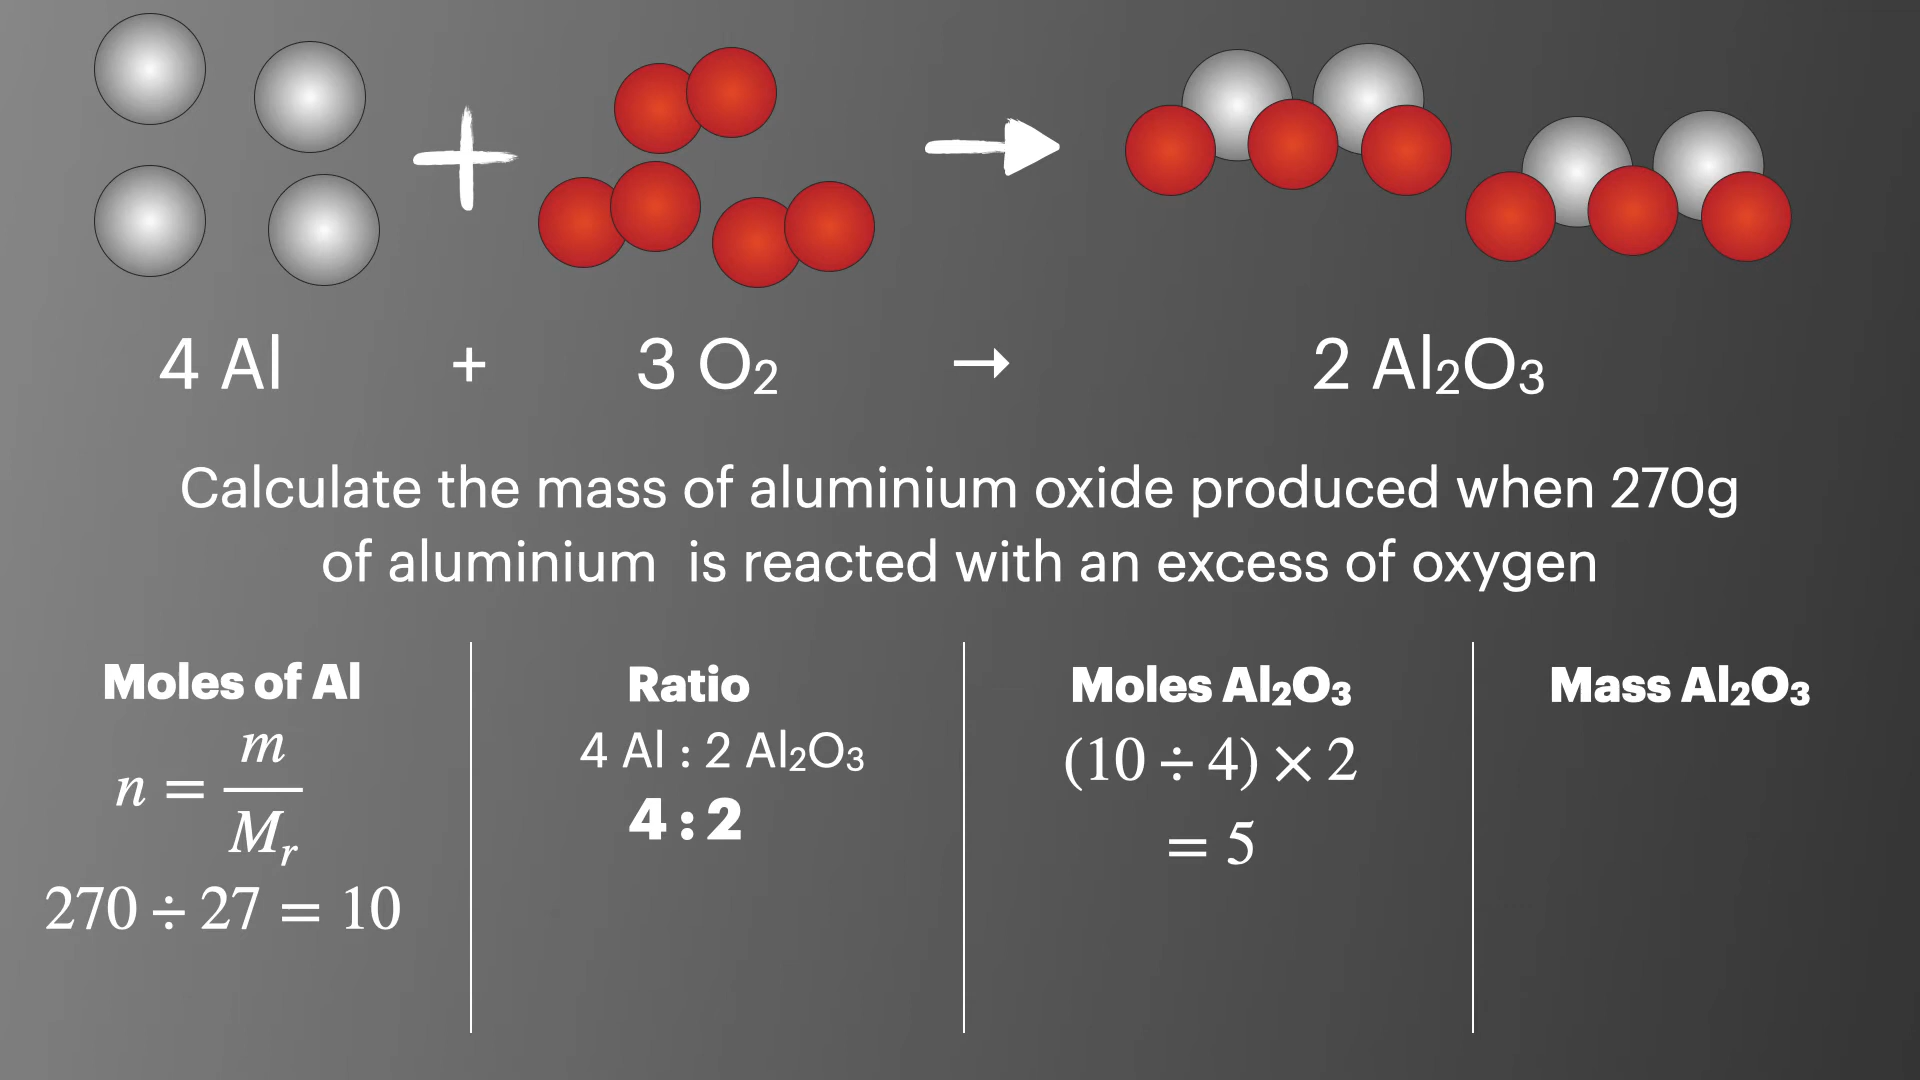 4 Al + 3 O₂ → 2 Al₂O₃
Calculate the mass of aluminium oxide produced when 270g
of aluminium is reacted with an excess of oxygen
Moles of Al
n = m / Mᵣ
270 ÷ 27 = 10
Ratio
4 Al : 2 Al₂O₃
4 : 2
Moles Al₂O₃
(10 ÷ 4) × 2
= 5
Mass Al₂O₃